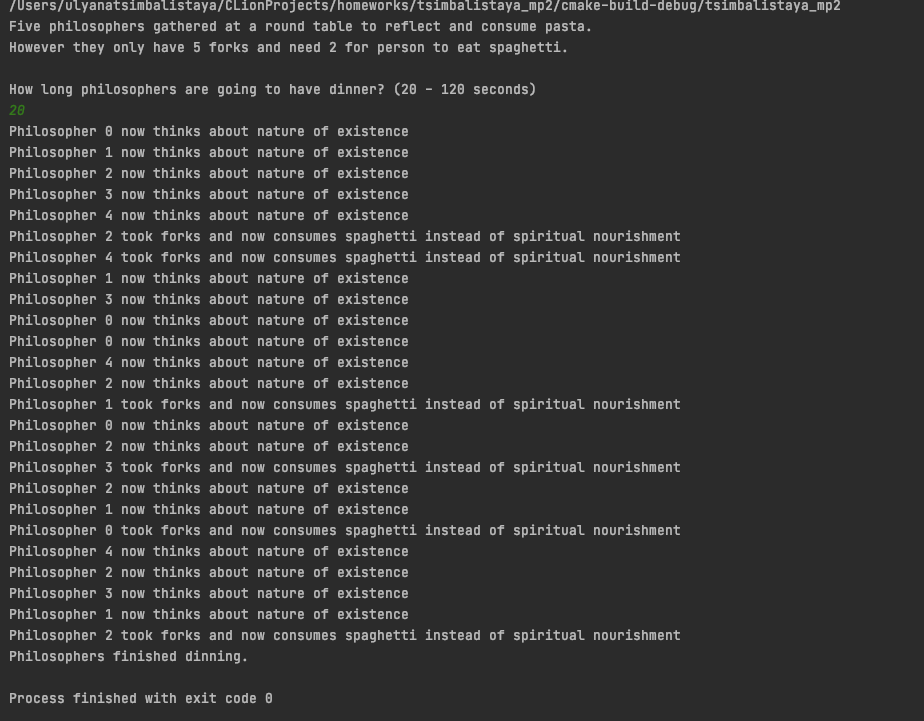 /Users/ulyanatsimbalistaya/CLionProjects/homeworks/tsimbalistaya_mp2/cmake-build-debug/tsimbalistaya_mp2
Five philosophers gathered at a round table to reflect and consume pasta.
However they only have 5 forks and need 2 for person to eat spaghetti.
How long philosophers are going to have dinner? (20 - 120 seconds)
20
Philosopher 0 now thinks about nature of existence
Philosopher 1 now thinks about nature of existence
Philosopher 2 now thinks about nature of existence
Philosopher 3 now thinks about nature of existence
Philosopher 4 now thinks about nature of existence
Philosopher 2 took forks and now consumes spaghetti instead of spiritual nourishment
Philosopher 4 took forks and now consumes spaghetti instead of spiritual nourishment
Philosopher 1 now thinks about nature of existence
Philosopher 3 now thinks about nature of existence
Philosopher 0 now thinks about nature of existence
Philosopher 0 now thinks about nature of existence
Philosopher 4 now thinks about nature of existence
Philosopher 2 now thinks about nature of existence
Philosopher 1 took forks and now consumes spaghetti instead of spiritual nourishment
Philosopher 0 now thinks about nature of existence
Philosopher 2 now thinks about nature of existence
Philosopher 3 took forks and now consumes spaghetti instead of spiritual nourishment
Philosopher 2 now thinks about nature of existence
Philosopher 1 now thinks about nature of existence
Philosopher 0 took forks and now consumes spaghetti instead of spiritual nourishment
Philosopher 4 now thinks about nature of existence
Philosopher 2 now thinks about nature of existence
Philosopher 3 now thinks about nature of existence
Philosopher 1 now thinks about nature of existence
Philosopher 2 took forks and now consumes spaghetti instead of spiritual nourishment
Philosophers finished dinning.
Process finished with exit code 0